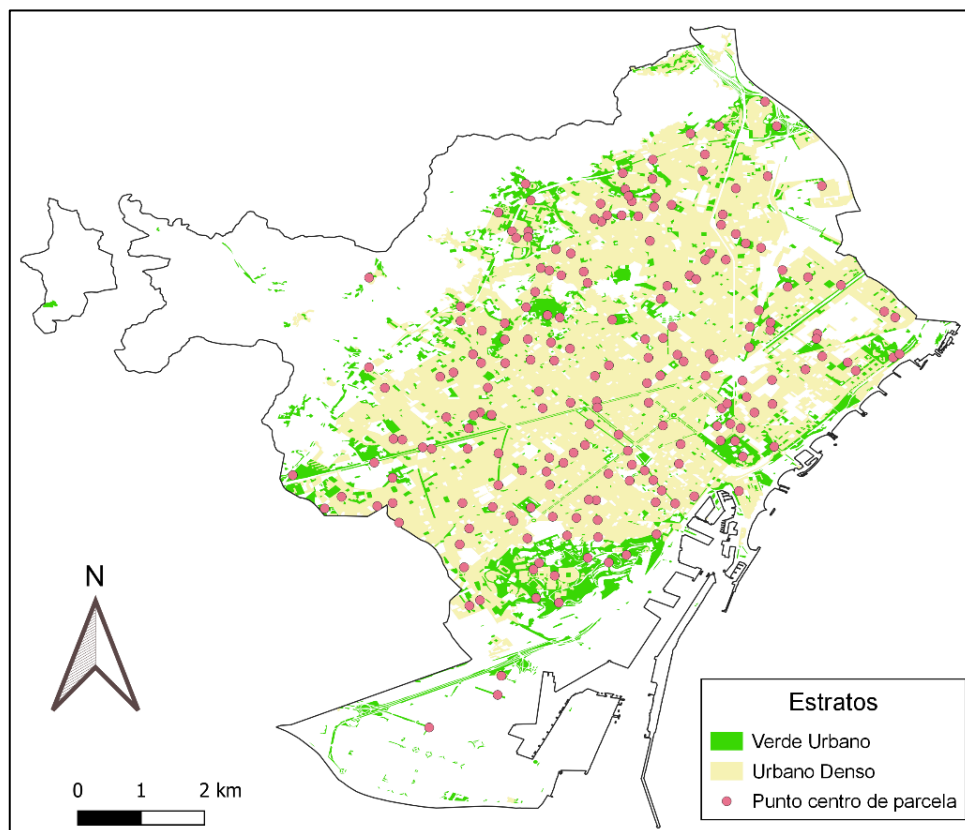 N
0 1 2 km
Estratos
Verde Urbano
Urbano Denso
Punto centro de parcela